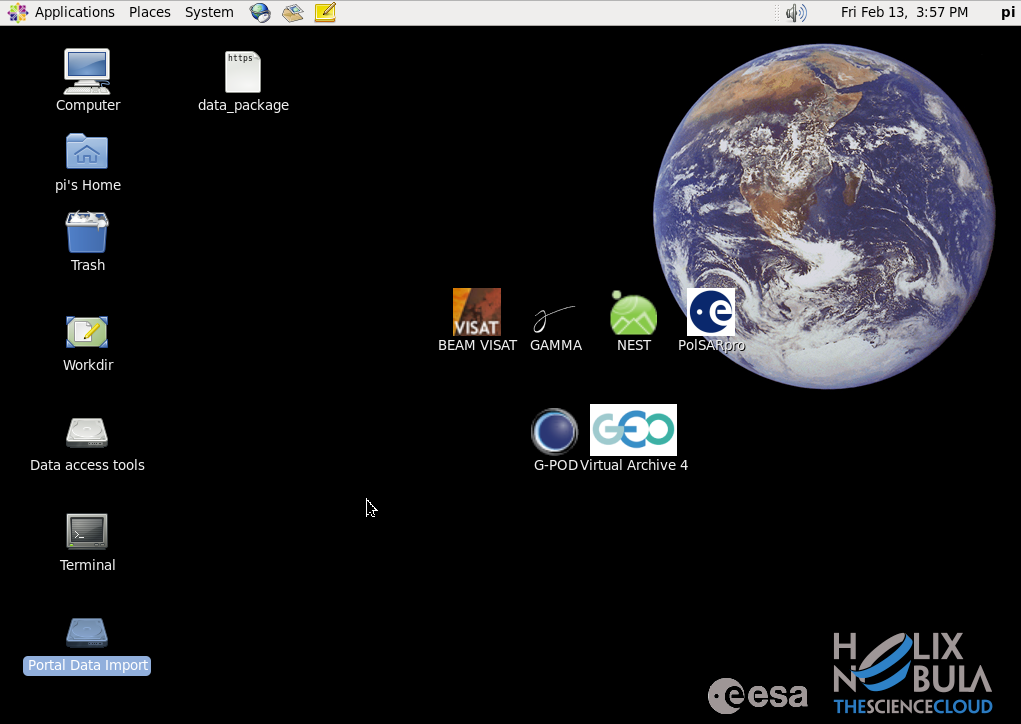 Applications Places System
Fri Feb 13, 3:57 PM
pi
Computer
https
data_package
pi's Home
Trash
Workdir
VISAT
BEAM VISAT
GAMMA
NEST
PolSARpro
Data access tools
GEO
G-POD
Virtual Archive 4
Terminal
Portal Data Import
esa
HELIX
NEBULA
THESCIENCECLOUD